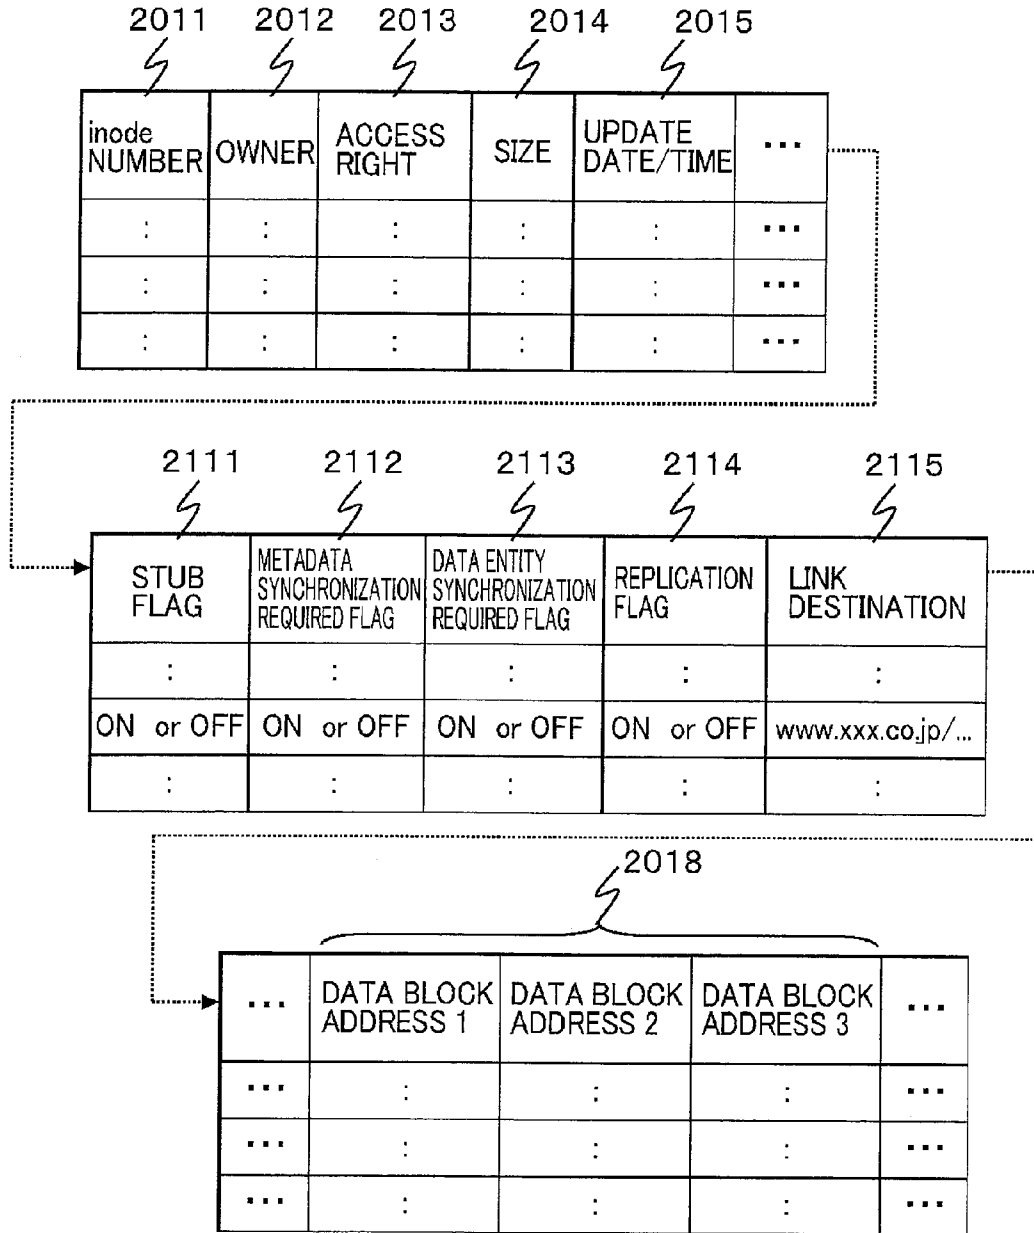 2011 2012 2013 2014 2015
inode NUMBER OWNER ACCESS RIGHT SIZE UPDATE DATE/TIME ...
: : : : : ...
: : : : : ...
: : : : : ...
2111 2112 2113 2114 2115
STUB FLAG METADATA SYNCHRONIZATION REQUIRED FLAG DATA ENTITY SYNCHRONIZATION REQUIRED FLAG REPLICATION FLAG LINK DESTINATION
: : : : :
ON or OFF ON or OFF ON or OFF ON or OFF www.xxx.co.jp/...
: : : : :
2018
... DATA BLOCK ADDRESS 1 DATA BLOCK ADDRESS 2 DATA BLOCK ADDRESS 3 ...
... : : : ...
... : : : ...
... : : : ...